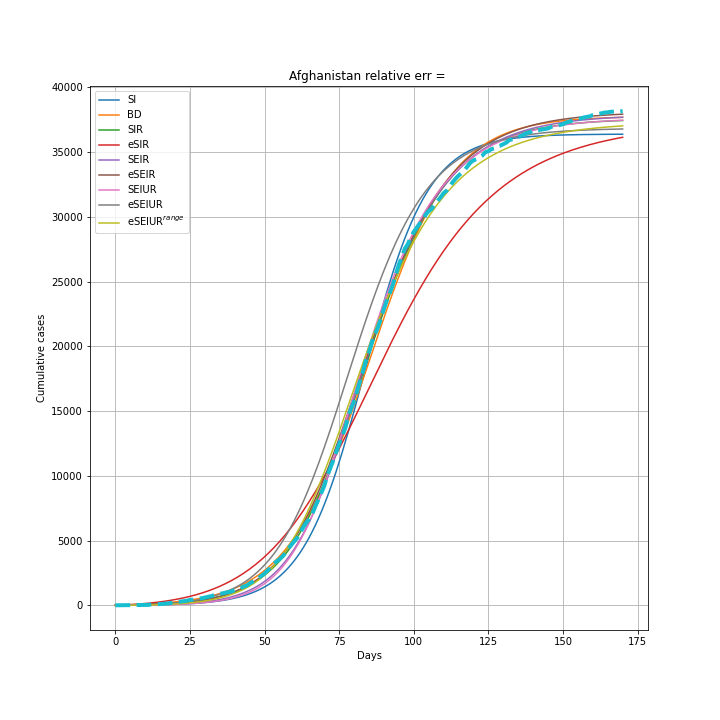 Afghanistan relative err =
40000
35000
30000
25000
20000
15000
10000
5000
0
Cumulative cases
SI
BD
SIR
eSIR
SEIR
eSEIR
SEIUR
eSEIUR
eSEIUR^range
0 25 50 75 100 125 150 175
Days